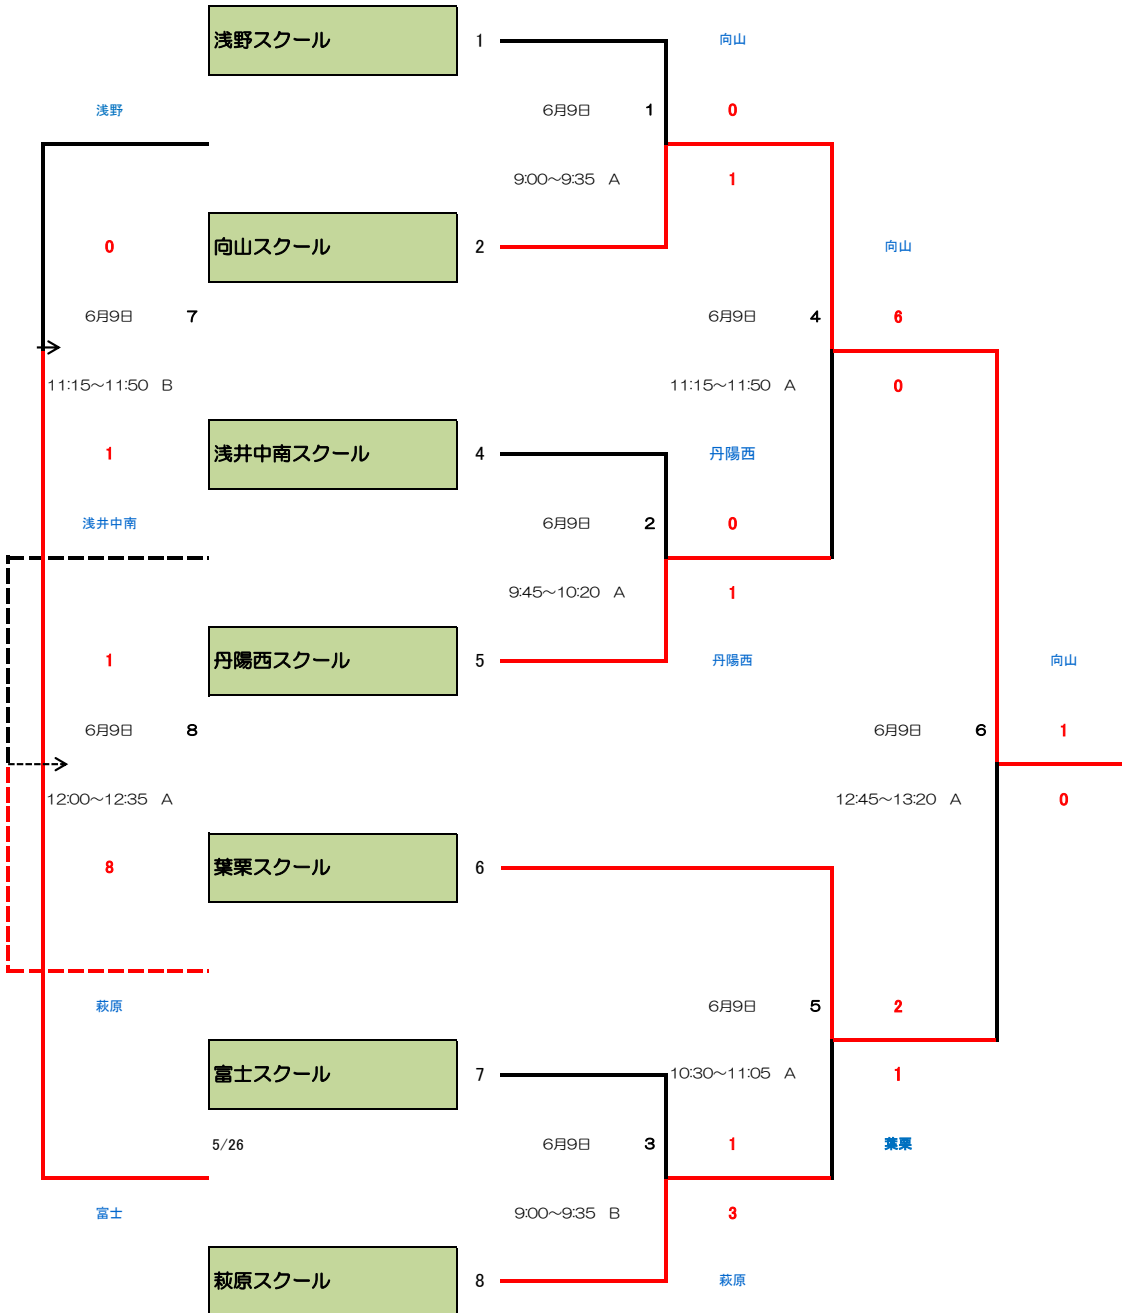 浅野スクール 1 向山
浅野 6月9日 1 0
9:00～9:35 A 1
0 向山スクール 2 向山
6月9日 7 6月9日 4 6
11:15～11:50 B 11:15～11:50 A 0
1 浅井中南スクール 4 丹陽西
浅井中南 6月9日 2 0
9:45～10:20 A 1
1 丹陽西スクール 5 丹陽西 向山
6月9日 8 6月9日 6 1
12:00～12:35 A 12:45～13:20 A 0
8 葉栗スクール 6
萩原 6月9日 5 2
富士スクール 7 10:30～11:05 A 1
5/26 6月9日 3 1 葉栗
富士 9:00～9:35 B 3
萩原スクール 8 萩原